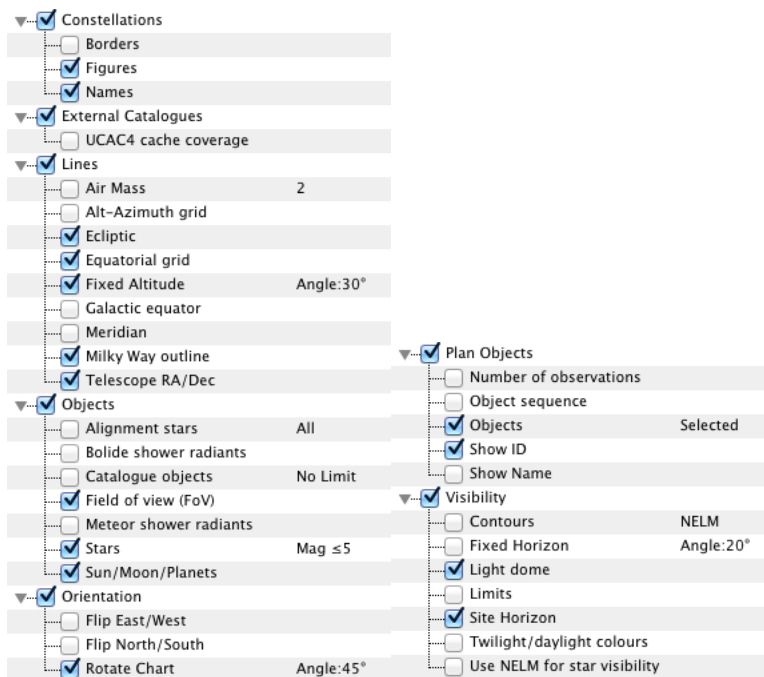 Constellations
Borders
Figures
Names
External Catalogues
UCAC4 cache coverage
Lines
Air Mass 2
Alt-Azimuth grid
Ecliptic
Equatorial grid
Fixed Altitude Angle:30°
Galactic equator
Meridian
Milky Way outline
Telescope RA/Dec
Objects
Alignment stars All
Bolide shower radiants
Catalogue objects No Limit
Field of view (FoV)
Meteor shower radiants
Stars Mag ≤5
Sun/Moon/Planets
Orientation
Flip East/West
Flip North/South
Rotate Chart Angle:45°
Plan Objects
Number of observations
Object sequence
Objects Selected
Show ID
Show Name
Visibility
Contours NELM
Fixed Horizon Angle:20°
Light dome
Limits
Site Horizon
Twilight/daylight colours
Use NELM for star visibility